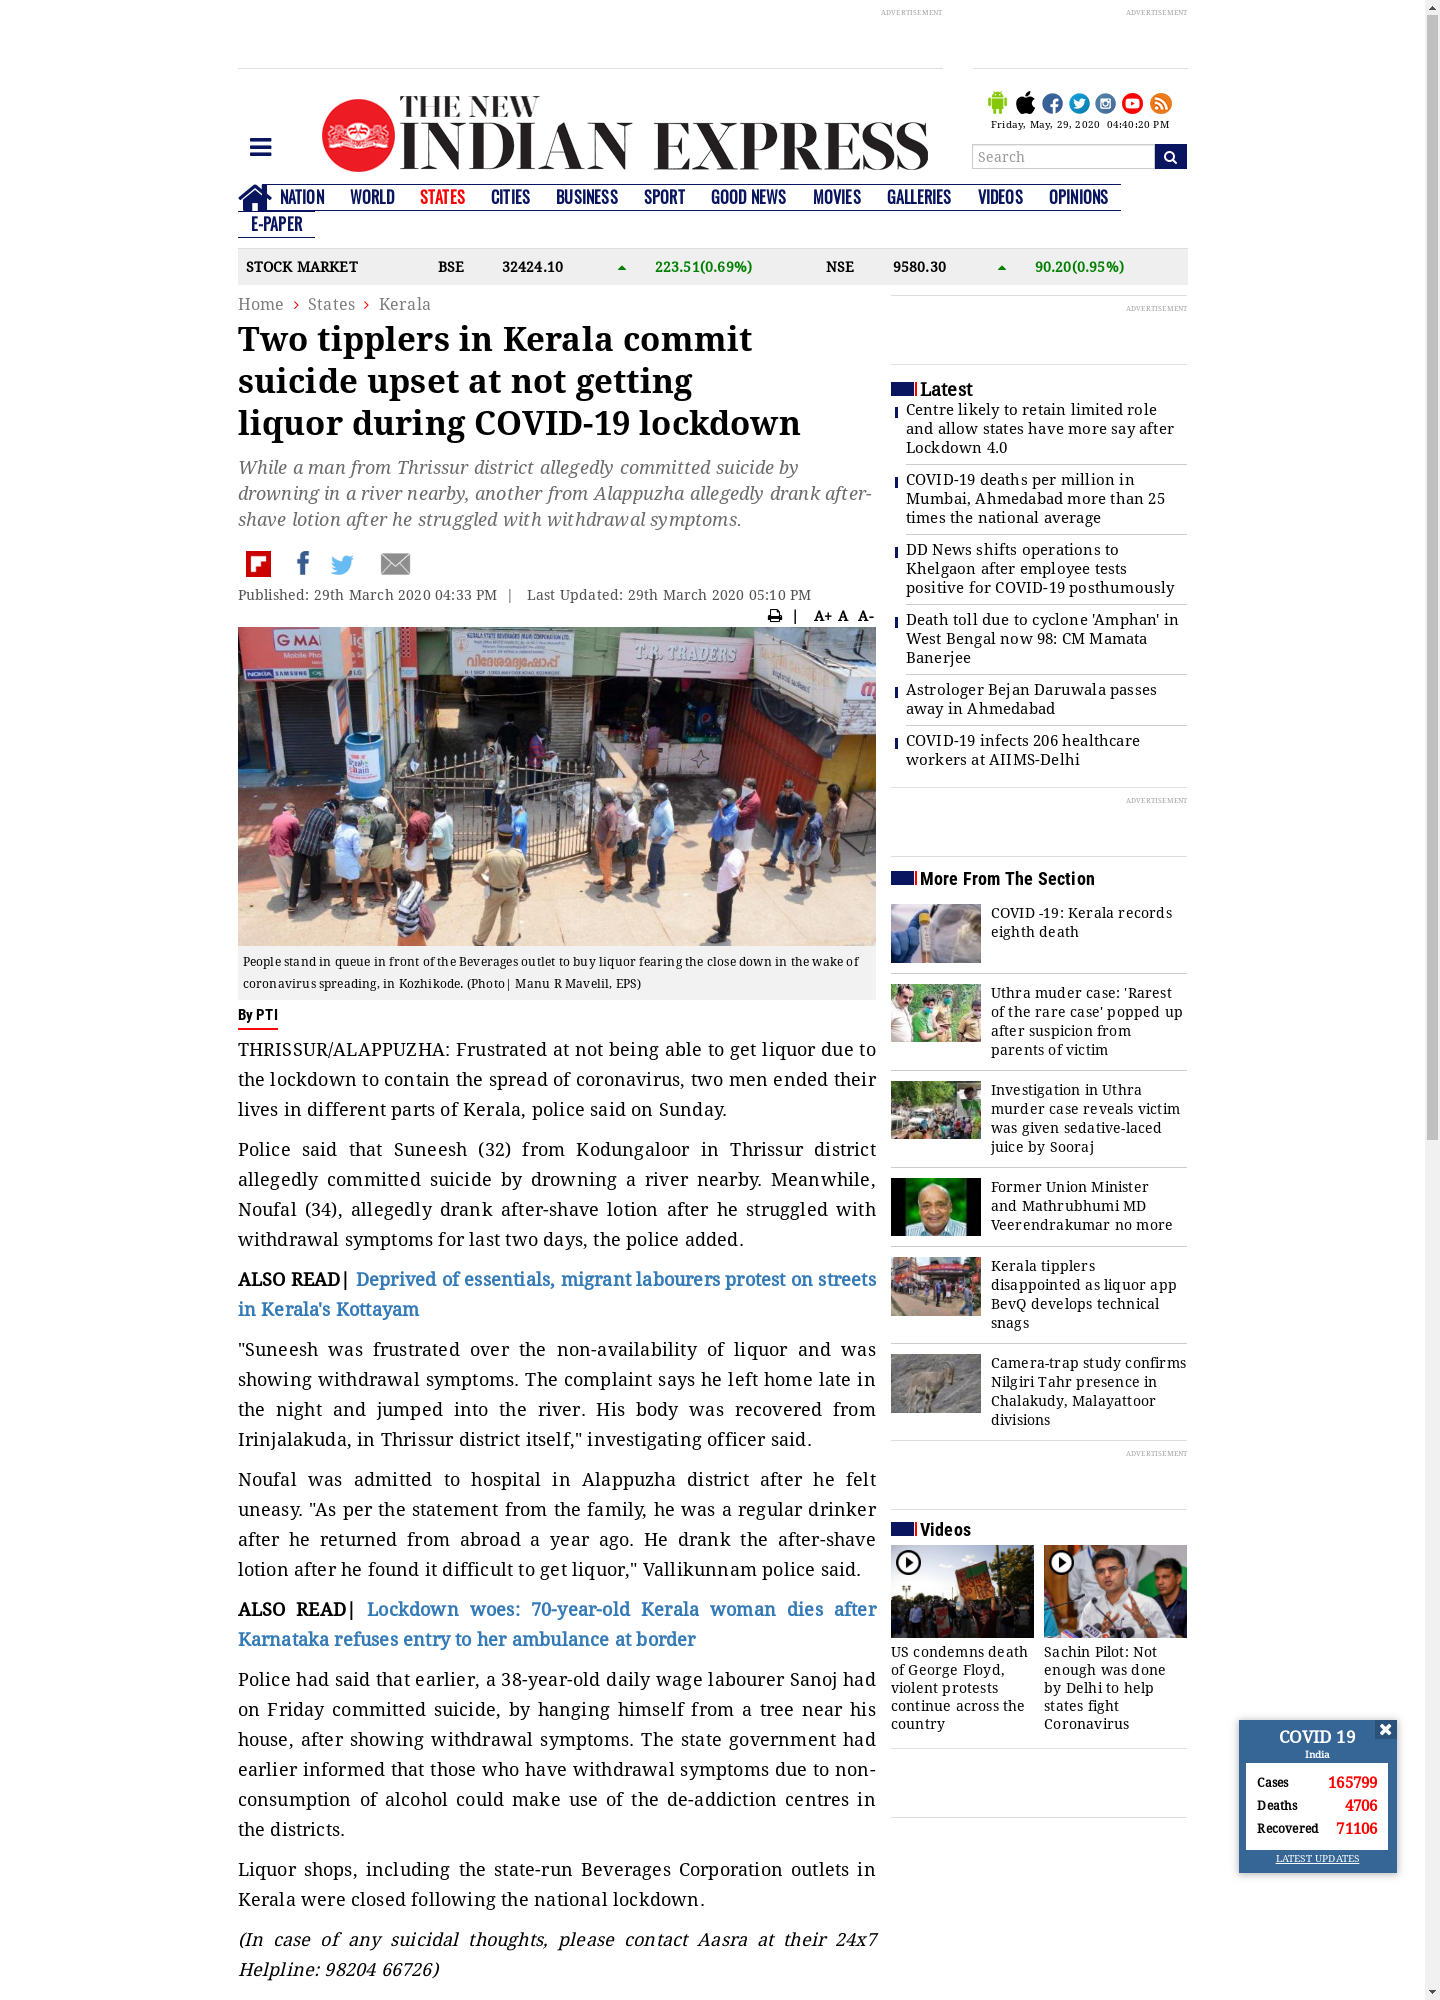 ADVERTISEMENT
ADVERTISEMENT
THE NEW
INDIAN EXPRESS
Friday, May, 29, 2020 04:40:20 PM
Search
NATION WORLD STATES CITIES BUSINESS SPORT GOOD NEWS MOVIES GALLERIES VIDEOS OPINIONS
E-PAPER
STOCK MARKET BSE 32424.10 223.51(0.69%) NSE 9580.30 90.20(0.95%)
Home > States > Kerala
Two tipplers in Kerala commit
suicide upset at not getting
liquor during COVID-19 lockdown
While a man from Thrissur district allegedly committed suicide by
drowning in a river nearby, another from Alappuzha allegedly drank after-
shave lotion after he struggled with withdrawal symptoms.
Published: 29th March 2020 04:33 PM | Last Updated: 29th March 2020 05:10 PM
| A+ A A-
KERALA STATE BEVERAGES (M&M) CORPORATION LTD.
വിദേശമദ്യഷോപ്പ്
T.R. TRADERS
G MA
NOKIA SAMSUNG LG
People stand in queue in front of the Beverages outlet to buy liquor fearing the close down in the wake of
coronavirus spreading, in Kozhikode. (Photo| Manu R Mavelil, EPS)
By PTI
THRISSUR/ALAPPUZHA: Frustrated at not being able to get liquor due to
the lockdown to contain the spread of coronavirus, two men ended their
lives in different parts of Kerala, police said on Sunday.
Police said that Suneesh (32) from Kodungaloor in Thrissur district
allegedly committed suicide by drowning a river nearby. Meanwhile,
Noufal (34), allegedly drank after-shave lotion after he struggled with
withdrawal symptoms for last two days, the police added.
ALSO READ| Deprived of essentials, migrant labourers protest on streets
in Kerala's Kottayam
"Suneesh was frustrated over the non-availability of liquor and was
showing withdrawal symptoms. The complaint says he left home late in
the night and jumped into the river. His body was recovered from
Irinjalakuda, in Thrissur district itself," investigating officer said.
Noufal was admitted to hospital in Alappuzha district after he felt
uneasy. "As per the statement from the family, he was a regular drinker
after he returned from abroad a year ago. He drank the after-shave
lotion after he found it difficult to get liquor," Vallikunnam police said.
ALSO READ| Lockdown woes: 70-year-old Kerala woman dies after
Karnataka refuses entry to her ambulance at border
Police had said that earlier, a 38-year-old daily wage labourer Sanoj had
on Friday committed suicide, by hanging himself from a tree near his
house, after showing withdrawal symptoms. The state government had
earlier informed that those who have withdrawal symptoms due to non-
consumption of alcohol could make use of the de-addiction centres in
the districts.
Liquor shops, including the state-run Beverages Corporation outlets in
Kerala were closed following the national lockdown.
(In case of any suicidal thoughts, please contact Aasra at their 24x7
Helpline: 98204 66726)
ADVERTISEMENT
Latest
Centre likely to retain limited role
and allow states have more say after
Lockdown 4.0
COVID-19 deaths per million in
Mumbai, Ahmedabad more than 25
times the national average
DD News shifts operations to
Khelgaon after employee tests
positive for COVID-19 posthumously
Death toll due to cyclone 'Amphan' in
West Bengal now 98: CM Mamata
Banerjee
Astrologer Bejan Daruwala passes
away in Ahmedabad
COVID-19 infects 206 healthcare
workers at AIIMS-Delhi
ADVERTISEMENT
More From The Section
COVID -19: Kerala records
eighth death
Uthra muder case: 'Rarest
of the rare case' popped up
after suspicion from
parents of victim
Investigation in Uthra
murder case reveals victim
was given sedative-laced
juice by Sooraj
Former Union Minister
and Mathrubhumi MD
Veerendrakumar no more
Kerala tipplers
disappointed as liquor app
BevQ develops technical
snags
Camera-trap study confirms
Nilgiri Tahr presence in
Chalakudy, Malayattoor
divisions
ADVERTISEMENT
Videos
US condemns death
of George Floyd,
violent protests
continue across the
country
Sachin Pilot: Not
enough was done
by Delhi to help
states fight
Coronavirus
COVID 19
India
Cases 165799
Deaths 4706
Recovered 71106
LATEST UPDATES